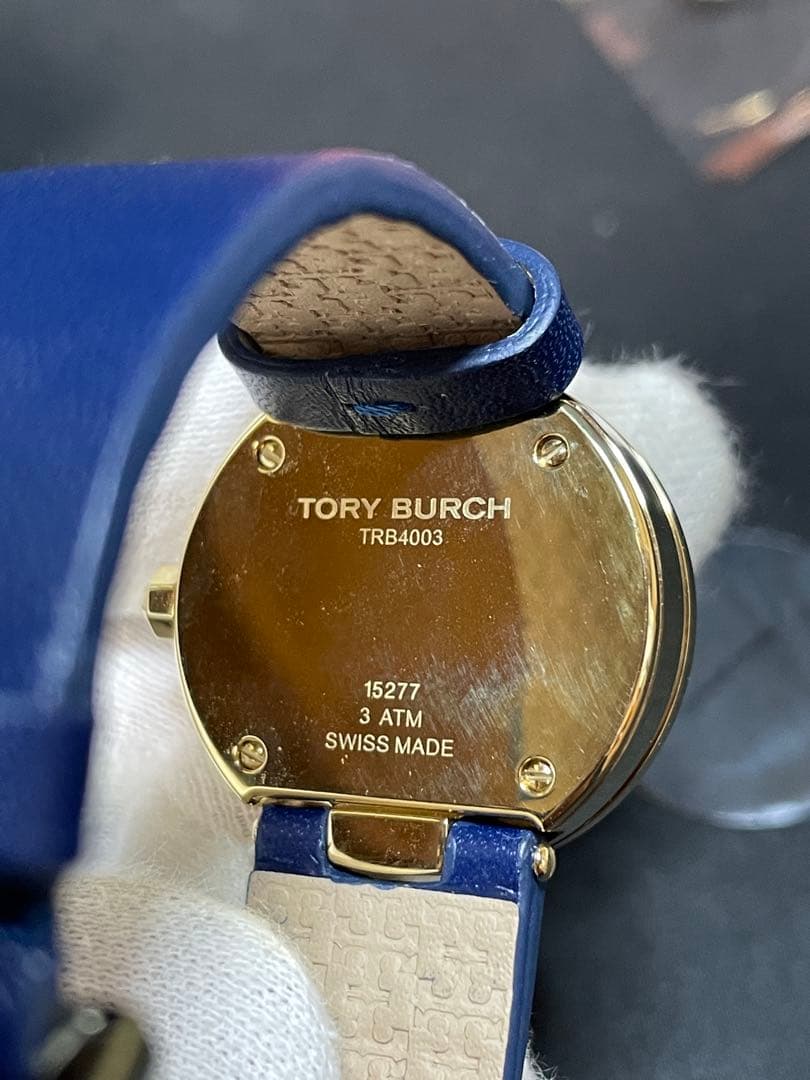 TORY BURCH
TRB4003
15277
3 ATM
SWISS MADE